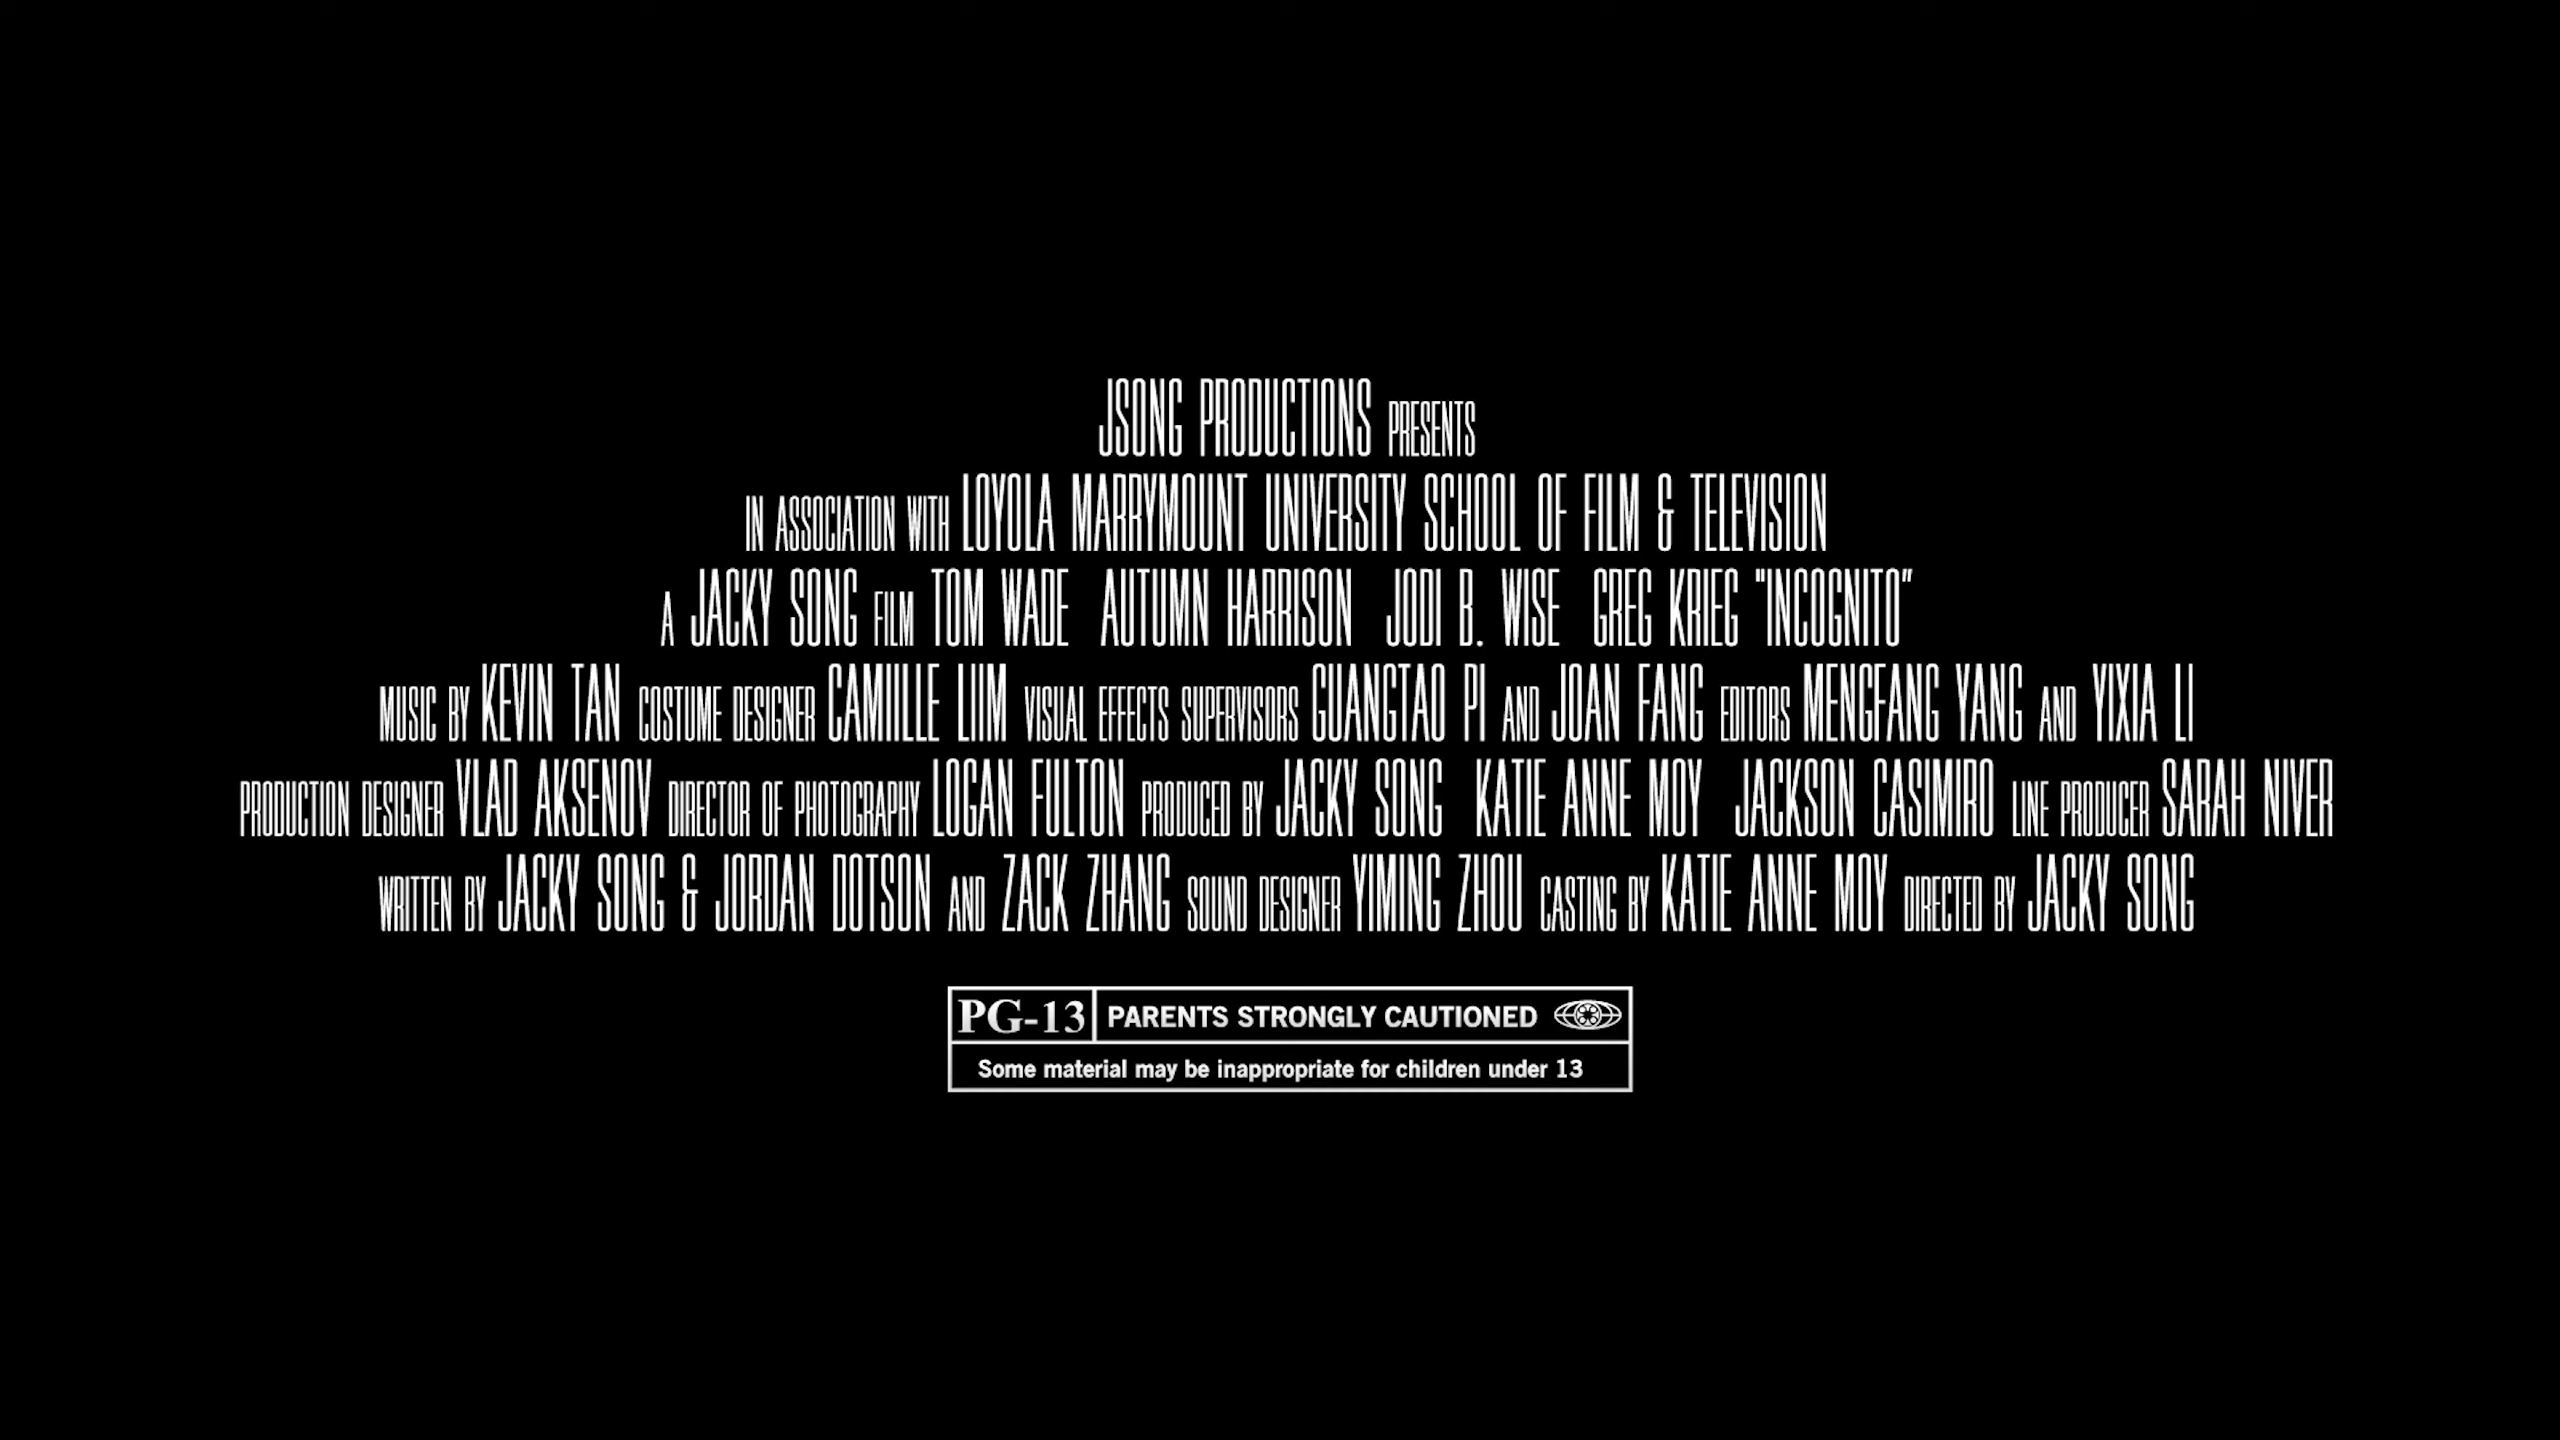 JSONG PRODUCTIONS PRESENTS
IN ASSOCIATION WITH LOYOLA MARRYMOUNT UNIVERSITY SCHOOL OF FILM & TELEVISION
A JACKY SONG FILM TOM WADE AUTUMN HARRISON JODI B. WISE GREG KRIEG "INCOGNITO"
MUSIC BY KEVIN TAN COSTUME DESIGNER CAMIILLE LIIM VISUAL EFFECTS SUPERVISORS GUANGTAO PI AND JOAN FANG EDITORS MENGFANG YANG AND YIXIA LI
PRODUCTION DESIGNER VLAD AKSENOV DIRECTOR OF PHOTOGRAPHY LOGAN FULTON PRODUCED BY JACKY SONG KATIE ANNE MOY JACKSON CASIMIRO LINE PRODUCER SARAH NIVER
WRITTEN BY JACKY SONG & JORDAN DOTSON AND ZACK ZHANG SOUND DESIGNER YIMING ZHOU CASTING BY KATIE ANNE MOY DIRECTED BY JACKY SONG
PG-13 PARENTS STRONGLY CAUTIONED
Some material may be inappropriate for children under 13